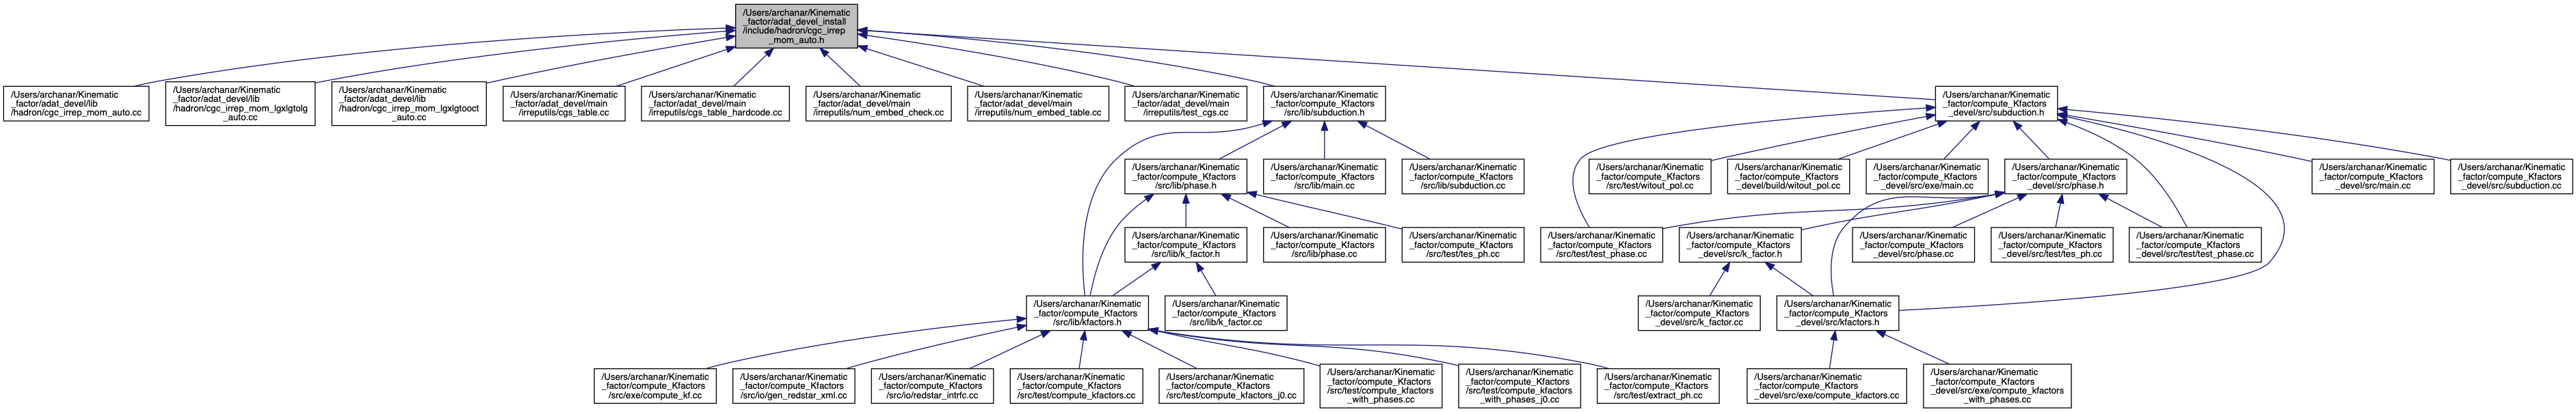 /Users/archanar/Kinematic
_factor/adat_devel_install
/include/hadron/cgc_irrep
_mom_auto.h
/Users/archanar/Kinematic
_factor/adat_devel/lib
/hadron/cgc_irrep_mom_auto.cc
/Users/archanar/Kinematic
_factor/adat_devel/lib
/hadron/cgc_irrep_mom_lgxlgtolg
_auto.cc
/Users/archanar/Kinematic
_factor/adat_devel/lib
/hadron/cgc_irrep_mom_lgxlgtooct
_auto.cc
/Users/archanar/Kinematic
_factor/adat_devel/main
/irreputils/cgs_table.cc
/Users/archanar/Kinematic
_factor/adat_devel/main
/irreputils/cgs_table_hardcode.cc
/Users/archanar/Kinematic
_factor/adat_devel/main
/irreputils/num_embed_check.cc
/Users/archanar/Kinematic
_factor/adat_devel/main
/irreputils/num_embed_table.cc
/Users/archanar/Kinematic
_factor/adat_devel/main
/irreputils/test_cgs.cc
/Users/archanar/Kinematic
_factor/compute_Kfactors
/src/lib/subduction.h
/Users/archanar/Kinematic
_factor/compute_Kfactors
_devel/src/subduction.h
/Users/archanar/Kinematic
_factor/compute_Kfactors
/src/lib/phase.h
/Users/archanar/Kinematic
_factor/compute_Kfactors
/src/lib/main.cc
/Users/archanar/Kinematic
_factor/compute_Kfactors
/src/lib/subduction.cc
/Users/archanar/Kinematic
_factor/compute_Kfactors
/src/test/witout_pol.cc
/Users/archanar/Kinematic
_factor/compute_Kfactors
_devel/build/witout_pol.cc
/Users/archanar/Kinematic
_factor/compute_Kfactors
_devel/src/exe/main.cc
/Users/archanar/Kinematic
_factor/compute_Kfactors
_devel/src/phase.h
/Users/archanar/Kinematic
_factor/compute_Kfactors
_devel/src/main.cc
/Users/archanar/Kinematic
_factor/compute_Kfactors
_devel/src/subduction.cc
/Users/archanar/Kinematic
_factor/compute_Kfactors
/src/lib/k_factor.h
/Users/archanar/Kinematic
_factor/compute_Kfactors
/src/lib/phase.cc
/Users/archanar/Kinematic
_factor/compute_Kfactors
/src/test/tes_ph.cc
/Users/archanar/Kinematic
_factor/compute_Kfactors
/src/test/test_phase.cc
/Users/archanar/Kinematic
_factor/compute_Kfactors
_devel/src/k_factor.h
/Users/archanar/Kinematic
_factor/compute_Kfactors
_devel/src/phase.cc
/Users/archanar/Kinematic
_factor/compute_Kfactors
_devel/src/test/tes_ph.cc
/Users/archanar/Kinematic
_factor/compute_Kfactors
_devel/src/test/test_phase.cc
/Users/archanar/Kinematic
_factor/compute_Kfactors
/src/lib/kfactors.h
/Users/archanar/Kinematic
_factor/compute_Kfactors
/src/lib/k_factor.cc
/Users/archanar/Kinematic
_factor/compute_Kfactors
_devel/src/k_factor.cc
/Users/archanar/Kinematic
_factor/compute_Kfactors
_devel/src/kfactors.h
/Users/archanar/Kinematic
_factor/compute_Kfactors
/src/exe/compute_kf.cc
/Users/archanar/Kinematic
_factor/compute_Kfactors
/src/io/gen_redstar_xml.cc
/Users/archanar/Kinematic
_factor/compute_Kfactors
/src/io/redstar_intrfc.cc
/Users/archanar/Kinematic
_factor/compute_Kfactors
/src/test/compute_kfactors.cc
/Users/archanar/Kinematic
_factor/compute_Kfactors
/src/test/compute_kfactors_j0.cc
/Users/archanar/Kinematic
_factor/compute_Kfactors
/src/test/compute_kfactors
_with_phases.cc
/Users/archanar/Kinematic
_factor/compute_Kfactors
/src/test/compute_kfactors
_with_phases_j0.cc
/Users/archanar/Kinematic
_factor/compute_Kfactors
/src/test/extract_ph.cc
/Users/archanar/Kinematic
_factor/compute_Kfactors
_devel/src/exe/compute_kfactors.cc
/Users/archanar/Kinematic
_factor/compute_Kfactors
_devel/src/exe/compute_kfactors
_with_phases.cc